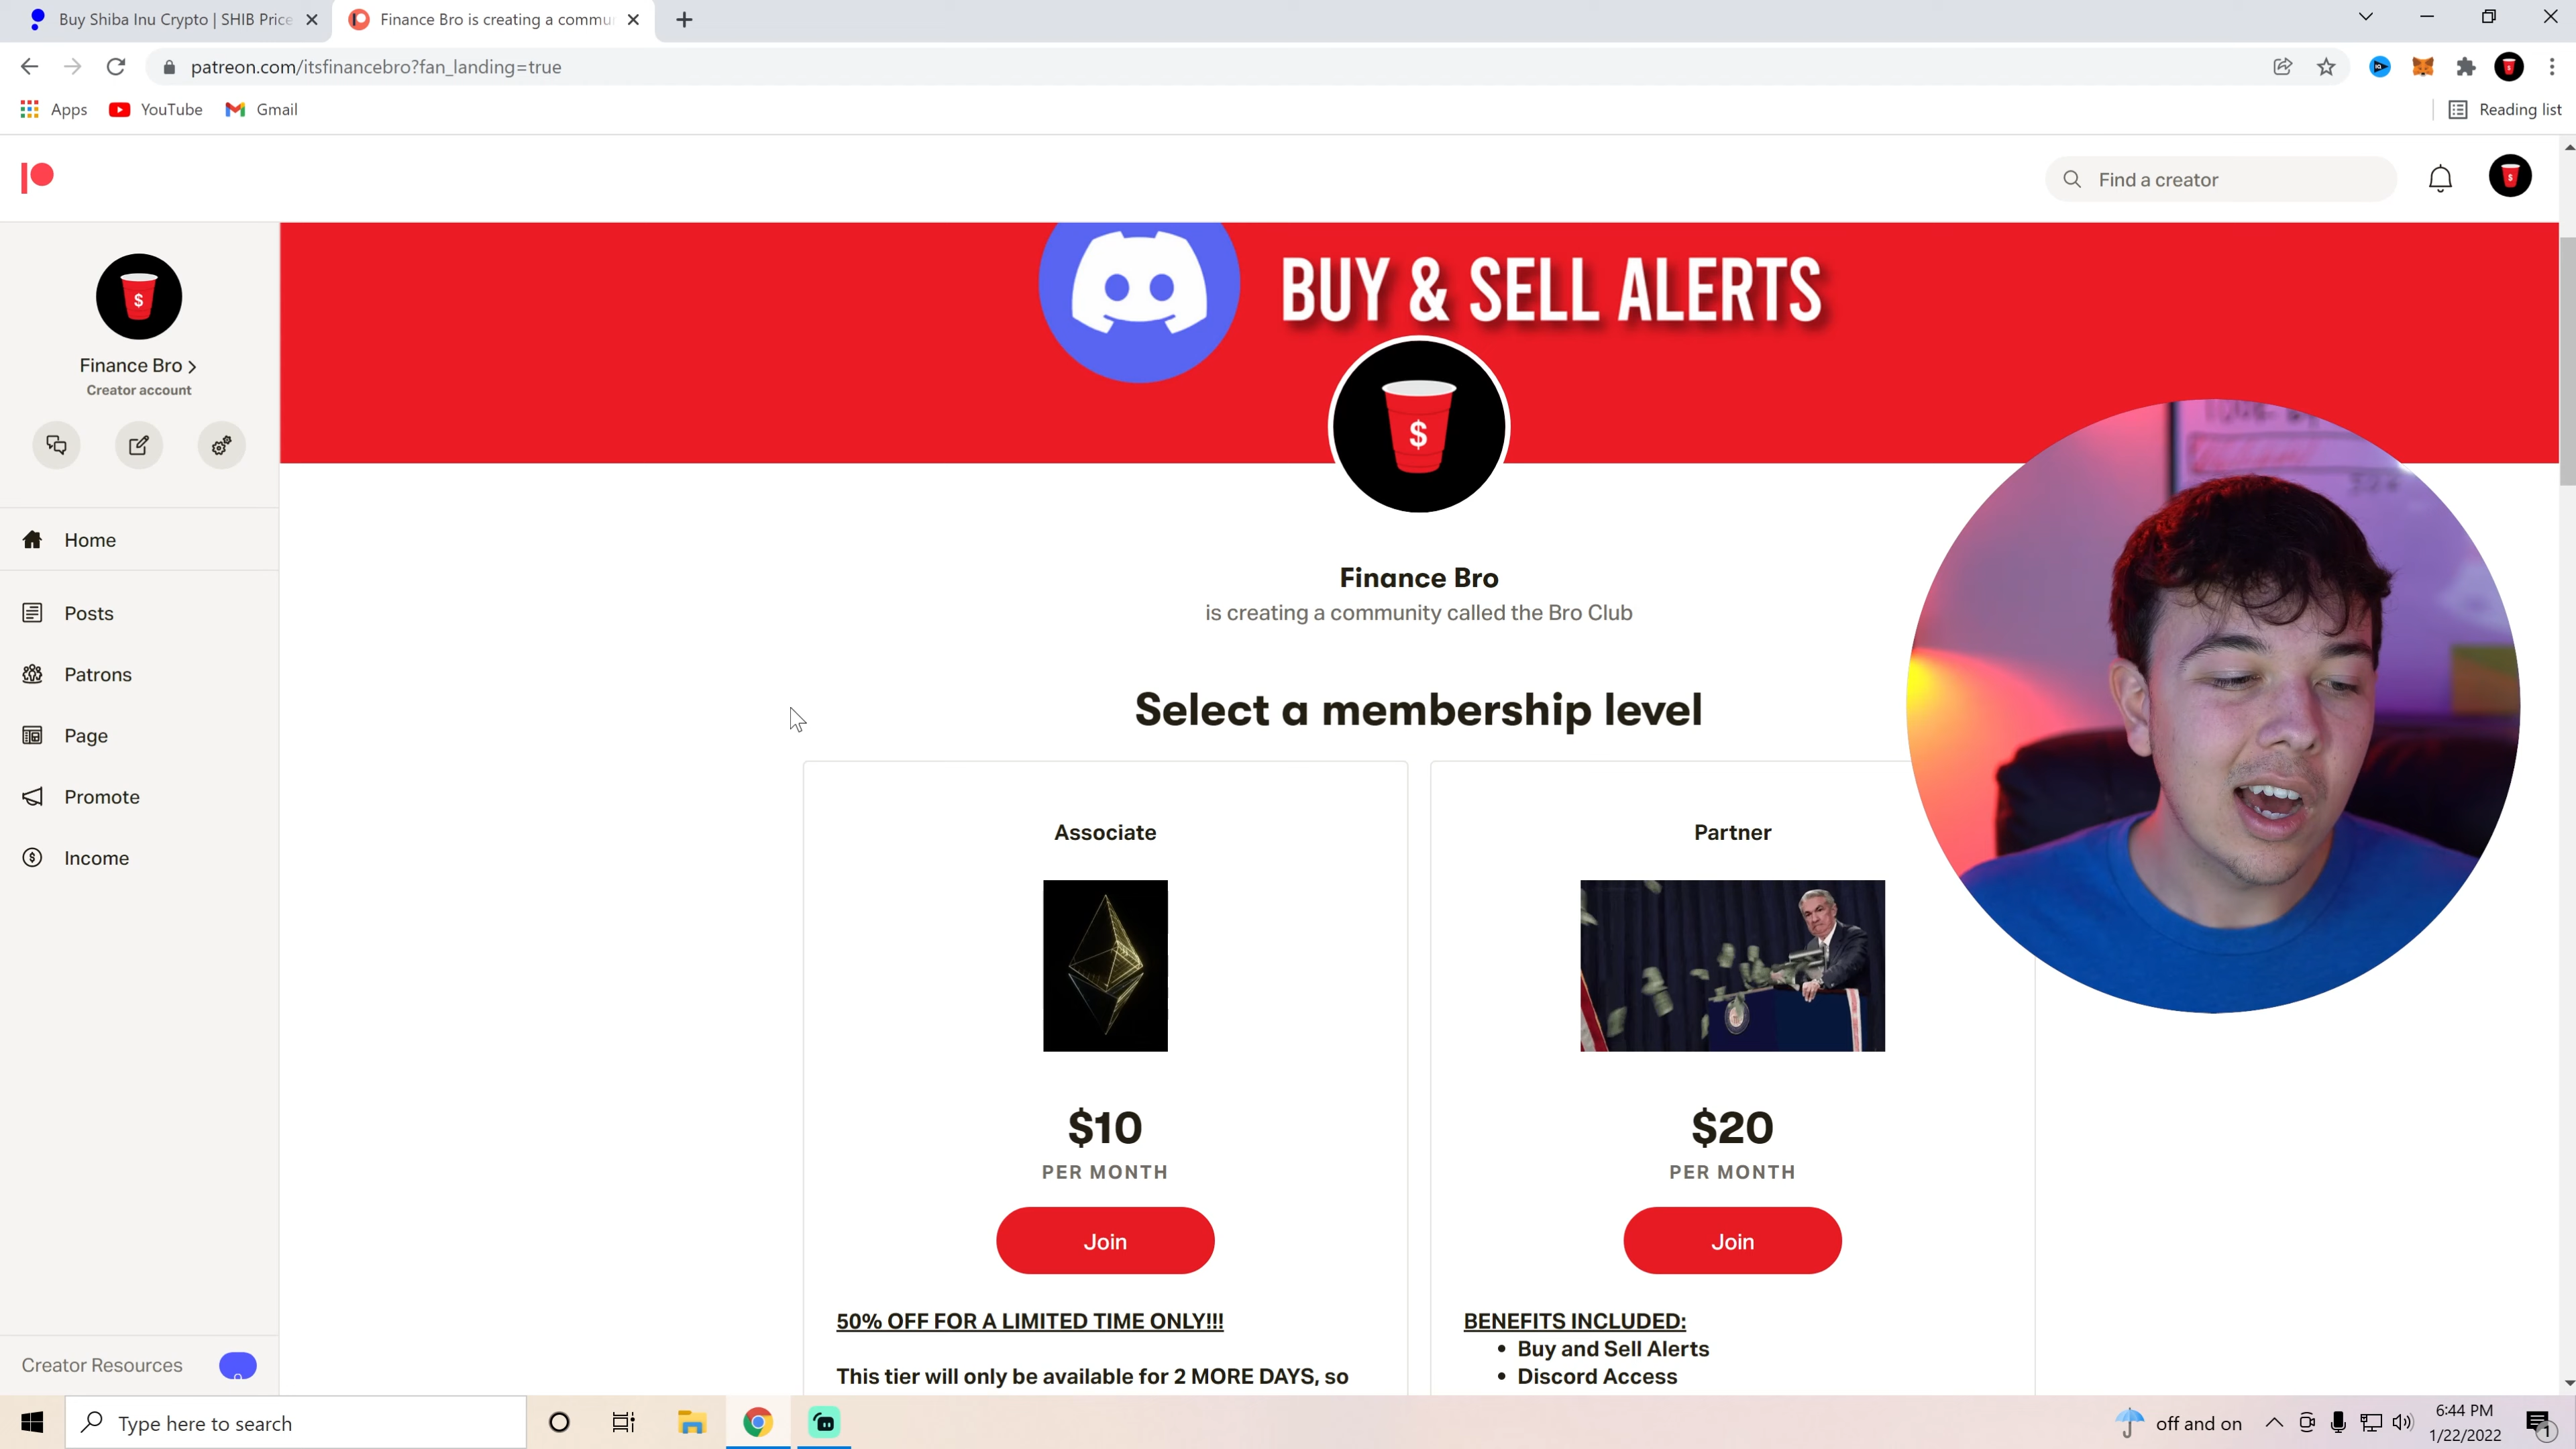 Buy Shiba Inu Crypto | SHIB Price
Finance Bro is creating a commu
patreon.com/itsfinancebro?fan_landing=true
Apps
YouTube
Gmail
Reading list
Find a creator
BUY & SELL ALERTS
$
Finance Bro
Creator account
$
Finance Bro
is creating a community called the Bro Club
Home
Posts
Patrons
Page
Promote
Income
Select a membership level
Associate
Partner
$10
PER MONTH
Join
$20
PER MONTH
Join
50% OFF FOR A LIMITED TIME ONLY!!!
This tier will only be available for 2 MORE DAYS, so
BENEFITS INCLUDED:
• Buy and Sell Alerts
• Discord Access
Creator Resources
Type here to search
off and on
6:44 PM
1/22/2022
1